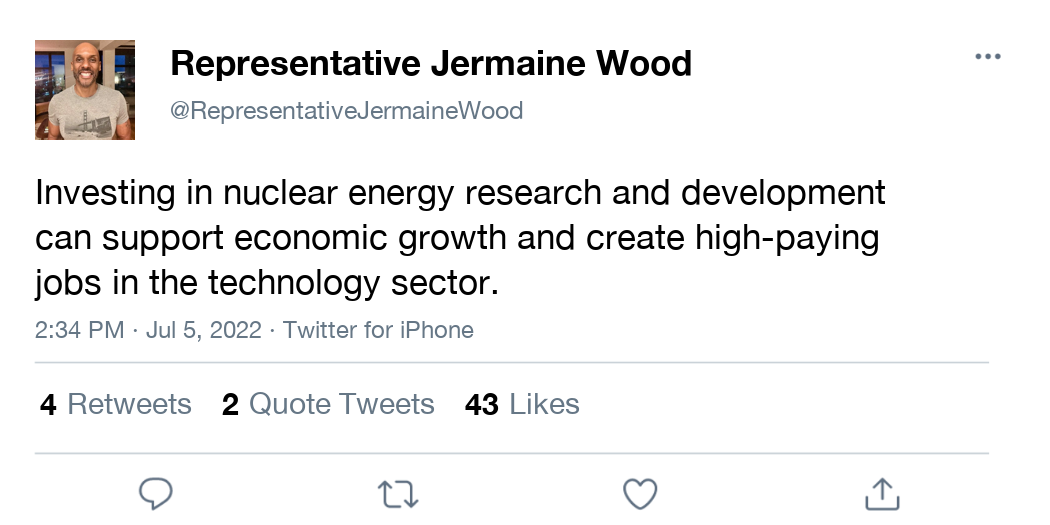 Representative Jermaine Wood
@RepresentativeJermaineWood
Investing in nuclear energy research and development
can support economic growth and create high-paying
jobs in the technology sector.
2:34 PM · Jul 5, 2022 · Twitter for iPhone
4 Retweets 2 Quote Tweets 43 Likes